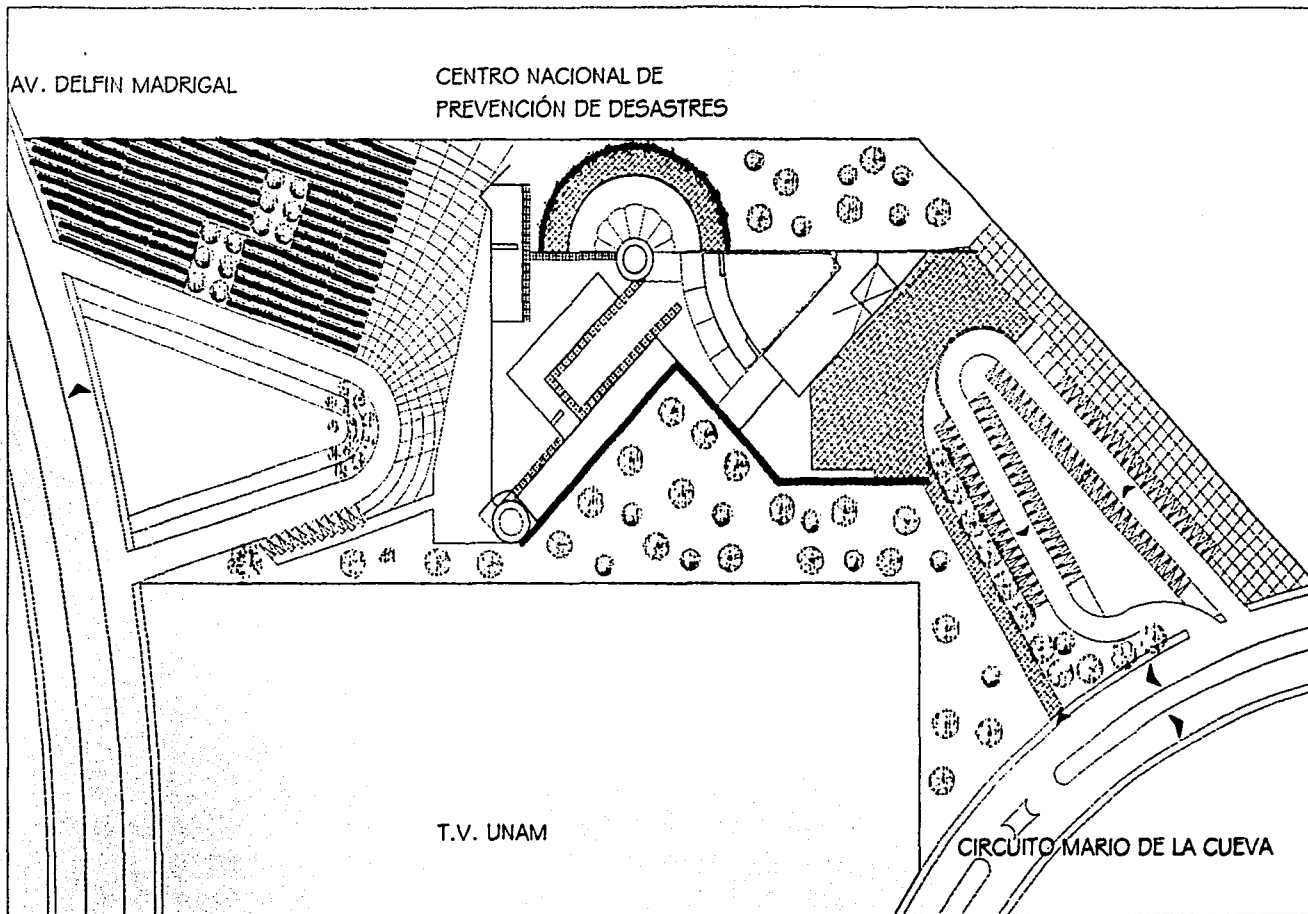 AV. DELFIN MADRIGAL
CENTRO NACIONAL DE
PREVENCIÓN DE DESASTRES
T.V. UNAM
CIRCUITO MARIO DE LA CUEVA